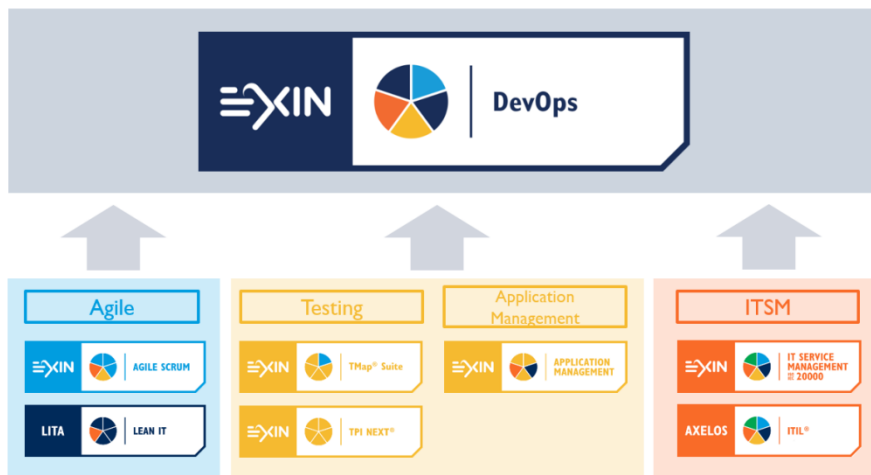 EXIN
DevOps
Agile
Testing
Application
Management
ITSM
EXIN
AGILE SCRUM
EXIN
TMap® Suite
EXIN
APPLICATION
MANAGEMENT
EXIN
IT SERVICE
MANAGEMENT
20000
LITA
LEAN IT
EXIN
TPI NEXT®
AXELOS
ITIL®